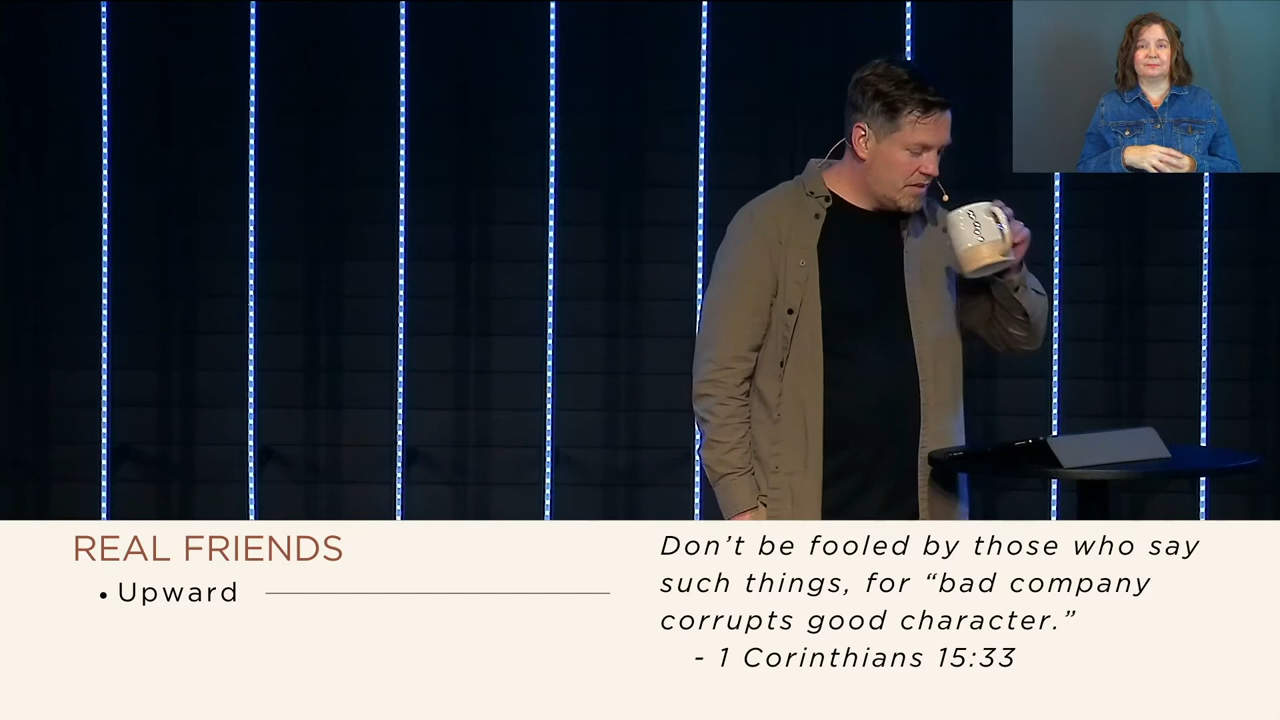 REAL FRIENDS
• Upward
Don’t be fooled by those who say
such things, for “bad company
corrupts good character.”
- 1 Corinthians 15:33